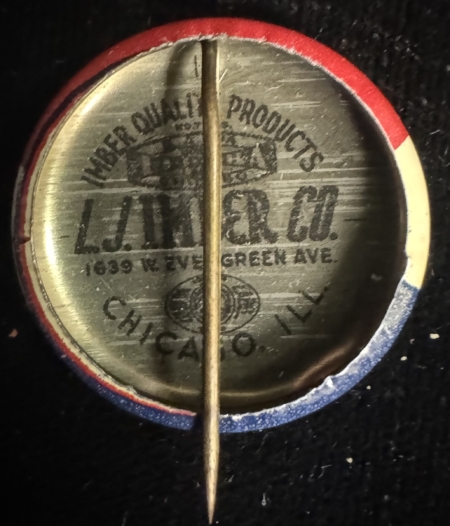 IMBER QUALITY PRODUCTS
L.J. IMBER CO.
1639 W. EVERGREEN AVE.
CHICAGO, ILL.